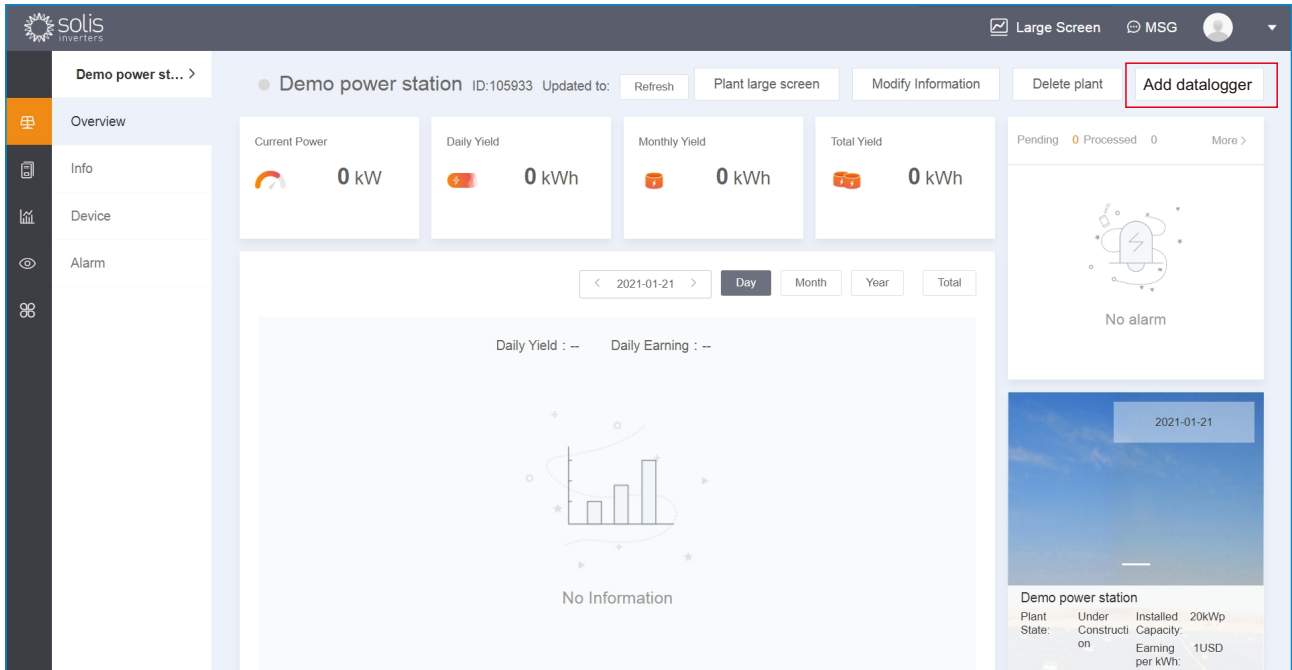 solis
inverters
Large Screen
MSG
Demo power st... >
Demo power station ID:105933 Updated to: Refresh Plant large screen Modify Information Delete plant Add datalogger
Overview
Info
Device
Alarm
Current Power
0 kW
Daily Yield
0 kWh
Monthly Yield
0 kWh
Total Yield
0 kWh
Pending 0 Processed 0 More >
No alarm
< 2021-01-21 > Day Month Year Total
Daily Yield : -- Daily Earning : --
No Information
2021-01-21
Demo power station
Plant Under Installed 20kWp
State: Constructi Capacity:
on Earning 1USD
per kWh: